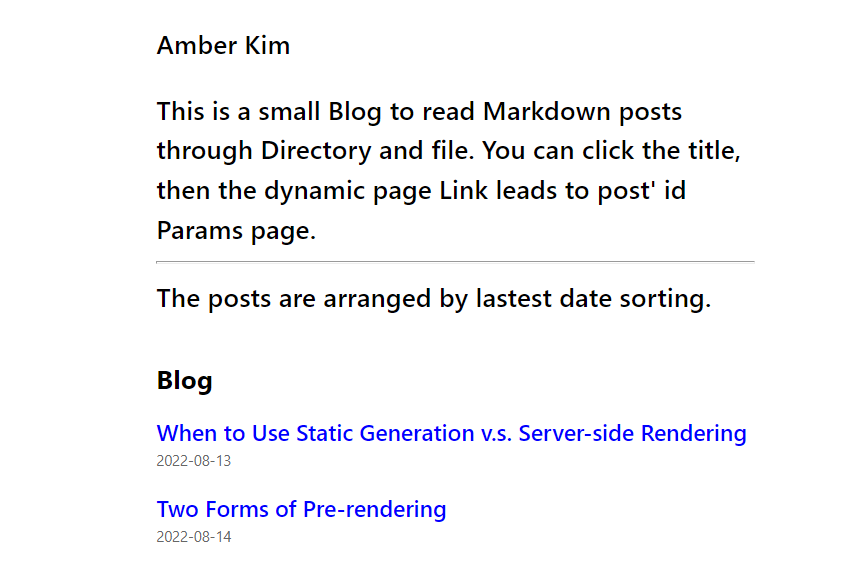 Amber Kim
This is a small Blog to read Markdown posts
through Directory and file. You can click the title,
then the dynamic page Link leads to post' id
Params page.
The posts are arranged by lastest date sorting.
Blog
When to Use Static Generation v.s. Server-side Rendering
2022-08-13
Two Forms of Pre-rendering
2022-08-14